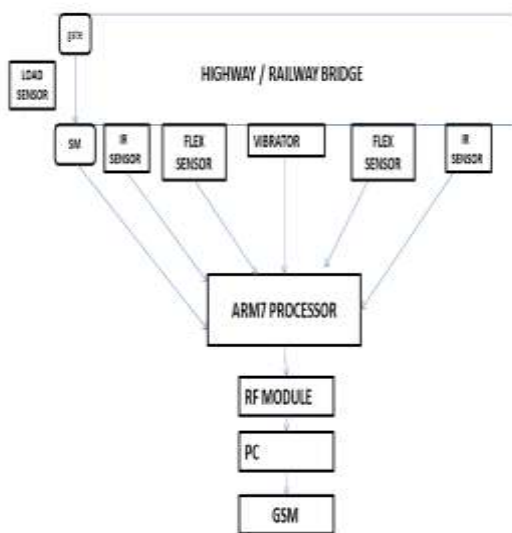 gate
LOAD
SENSOR
HIGHWAY / RAILWAY BRIDGE
SM
IR
SENSOR
FLEX
SENSOR
VIBRATOR
FLEX
SENSOR
IR
SENSOR
ARM7 PROCESSOR
RF MODULE
PC
GSM